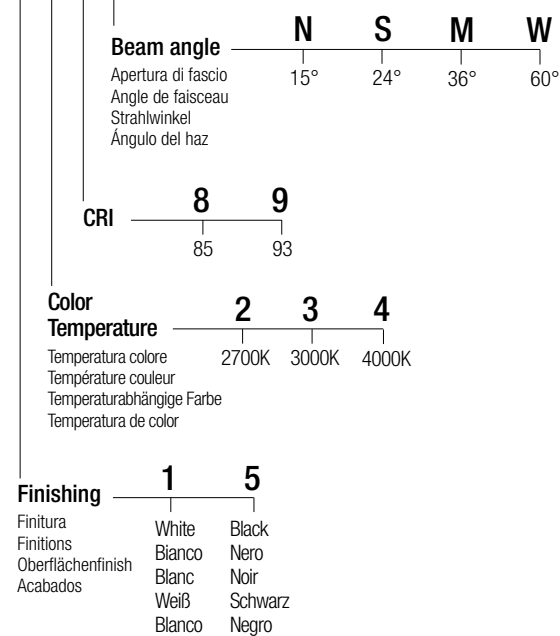 N S M W
Beam angle
15° 24° 36° 60°
Apertura di fascio
Angle de faisceau
Strahlwinkel
Ángulo del haz
8 9
CRI
85 93
Color
Temperature
2 3 4
2700K 3000K 4000K
Temperatura colore
Température couleur
Temperaturabhängige Farbe
Temperatura de color
1 5
Finishing
Finitura
Finitions
Oberflächenfinish
Acabados
White Black
Bianco Nero
Blanc Noir
Weiß Schwarz
Blanco Negro